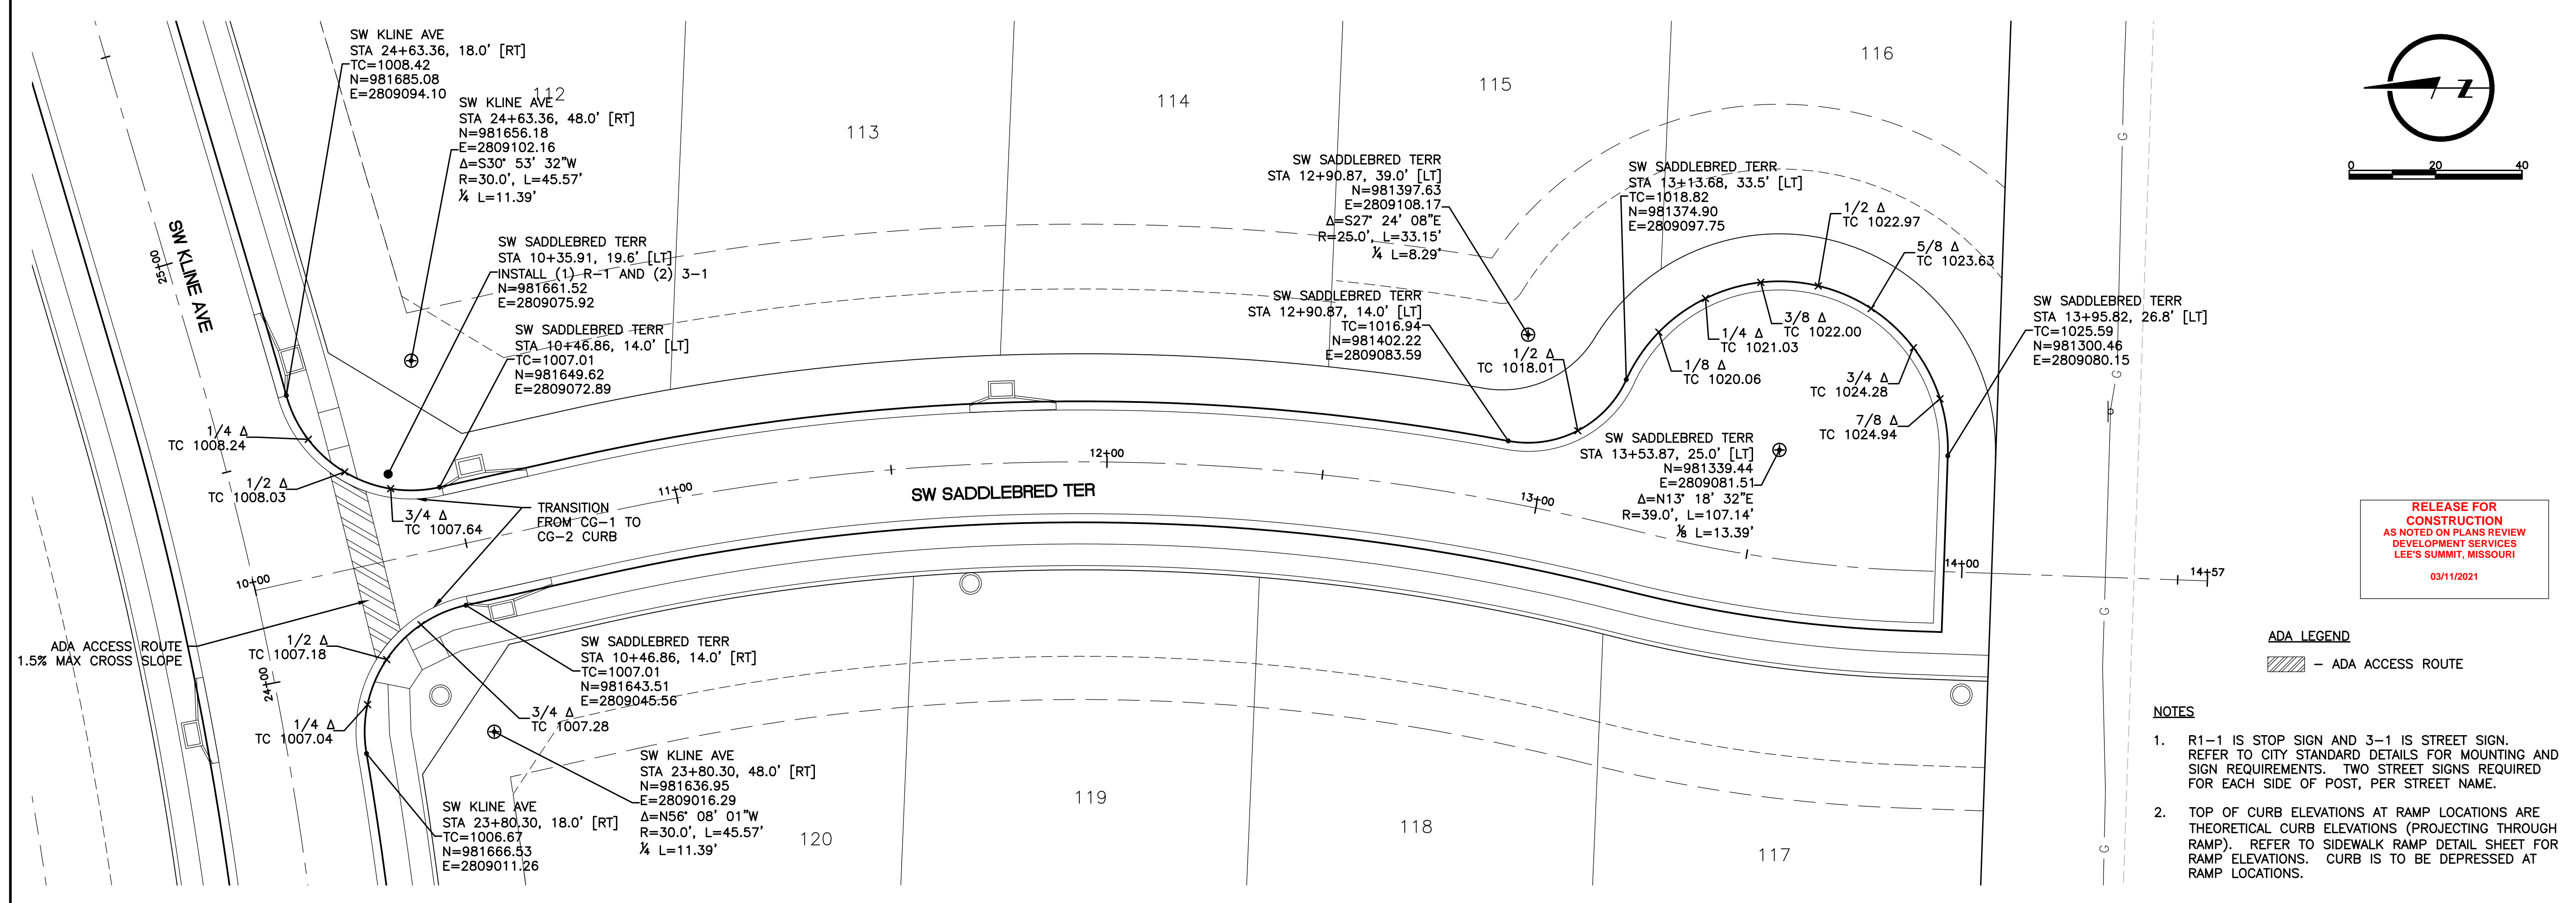 SW KLINE AVE
STA 24+63.36, 18.0' [RT]
TC=1008.42
N=981685.08
E=2809094.10
112
SW KLINE AVE
STA 24+63.36, 48.0' [RT]
N=981656.18
E=2809102.16
Δ=S30° 53' 32"W
R=30.0', L=45.57'
¼ L=11.39'
SW SADDLEBRED TERR
STA 10+35.91, 19.6' [LT]
INSTALL (1) R-1 AND (2) 3-1
N=981661.52
E=2809075.92
SW SADDLEBRED TERR
STA 10+46.86, 14.0' [LT]
TC=1007.01
N=981649.62
E=2809072.89
113
114
115
116
SW SADDLEBRED TERR
STA 12+90.87, 39.0' [LT]
N=981397.63
E=2809108.17
Δ=S27° 24' 08"E
R=25.0', L=33.15'
¼ L=8.29'
SW SADDLEBRED TERR
STA 12+90.87, 14.0' [LT]
TC=1016.94
N=981402.22
E=2809083.59
SW SADDLEBRED TERR
STA 13+13.68, 33.5' [LT]
TC=1018.82
N=981374.90
E=2809097.75
1/2 Δ
TC 1018.01
1/8 Δ
TC 1020.06
1/4 Δ
TC 1021.03
3/8 Δ
TC 1022.00
1/2 Δ
TC 1022.97
5/8 Δ
TC 1023.63
3/4 Δ
TC 1024.28
7/8 Δ
TC 1024.94
SW SADDLEBRED TERR
STA 13+95.82, 26.8' [LT]
TC=1025.59
N=981300.46
E=2809080.15
SW SADDLEBRED TERR
STA 13+53.87, 25.0' [LT]
N=981339.44
E=2809081.51
Δ=N13° 18' 32"E
R=39.0', L=107.14'
⅛ L=13.39'
SW KLINE AVE
25+00
24+00
1/4 Δ
TC 1008.24
1/2 Δ
TC 1008.03
3/4 Δ
TC 1007.64
TRANSITION
FROM CG-1 TO
CG-2 CURB
SW SADDLEBRED TER
10+00
11+00
12+00
13+00
14+00
14+57
ADA ACCESS ROUTE
1.5% MAX CROSS SLOPE
1/2 Δ
TC 1007.18
1/4 Δ
TC 1007.04
3/4 Δ
TC 1007.28
SW SADDLEBRED TERR
STA 10+46.86, 14.0' [RT]
TC=1007.01
N=981643.51
E=2809045.56
SW KLINE AVE
STA 23+80.30, 48.0' [RT]
N=981636.95
E=2809016.29
Δ=N56° 08' 01"W
R=30.0', L=45.57'
¼ L=11.39'
SW KLINE AVE
STA 23+80.30, 18.0' [RT]
TC=1006.67
N=981666.53
E=2809011.26
120
119
118
117
G
G
G
G
Z
0 20 40
RELEASE FOR
CONSTRUCTION
AS NOTED ON PLANS REVIEW
DEVELOPMENT SERVICES
LEE'S SUMMIT, MISSOURI
03/11/2021
ADA LEGEND
- ADA ACCESS ROUTE
NOTES
1. R1-1 IS STOP SIGN AND 3-1 IS STREET SIGN.
REFER TO CITY STANDARD DETAILS FOR MOUNTING AND
SIGN REQUIREMENTS. TWO STREET SIGNS REQUIRED
FOR EACH SIDE OF POST, PER STREET NAME.
2. TOP OF CURB ELEVATIONS AT RAMP LOCATIONS ARE
THEORETICAL CURB ELEVATIONS (PROJECTING THROUGH
RAMP). REFER TO SIDEWALK RAMP DETAIL SHEET FOR
RAMP ELEVATIONS. CURB IS TO BE DEPRESSED AT
RAMP LOCATIONS.